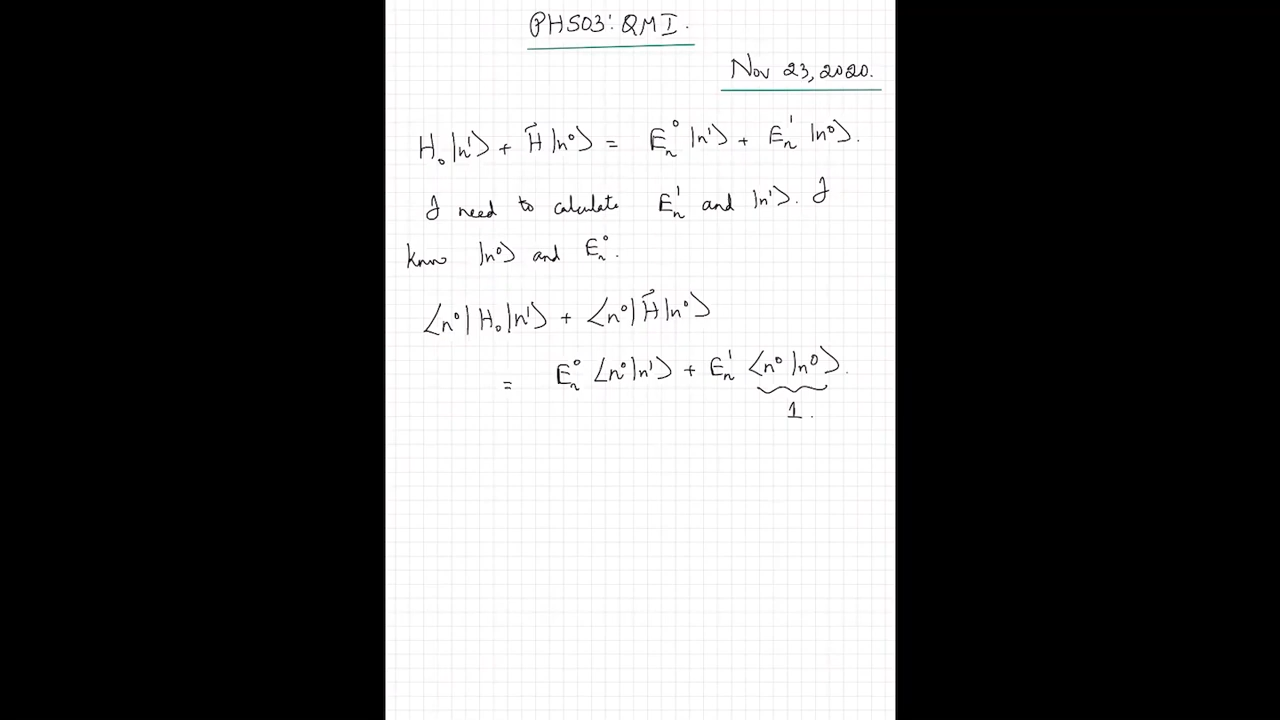 PH503: QM I.
Nov 23, 2020.
H₀|n¹⟩ + H̃|n⁰⟩ = Eₙ⁰ |n¹⟩ + Eₙ¹ |n⁰⟩.
I need to calculate Eₙ¹ and |n¹⟩. I
know |n⁰⟩ and Eₙ⁰.
⟨n⁰|H₀|n¹⟩ + ⟨n⁰|H̃|n⁰⟩
= Eₙ⁰ ⟨n⁰|n¹⟩ + Eₙ¹ ⟨n⁰|n⁰⟩.
1.